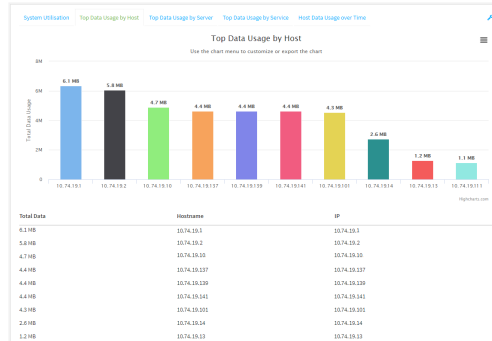 System Utilisation Top Data Usage by Host Top Data Usage by Server Top Data Usage by Service Host Data Usage over Time
Top Data Usage by Host
Use the chart menu to customize or export the chart
Total Data Usage
8M
6M
4M
2M
0
6.1 MB 5.8 MB 4.7 MB 4.4 MB 4.4 MB 4.4 MB 4.3 MB 2.6 MB 1.2 MB 1.1 MB
10.74.19.1 10.74.19.2 10.74.19.10 10.74.19.137 10.74.19.139 10.74.19.141 10.74.19.101 10.74.19.14 10.74.19.13 10.74.19.111
Highcharts.com
Total Data Hostname IP
6.1 MB 10.74.19.1 10.74.19.1
5.8 MB 10.74.19.2 10.74.19.2
4.7 MB 10.74.19.10 10.74.19.10
4.4 MB 10.74.19.137 10.74.19.137
4.4 MB 10.74.19.139 10.74.19.139
4.4 MB 10.74.19.141 10.74.19.141
4.3 MB 10.74.19.101 10.74.19.101
2.6 MB 10.74.19.14 10.74.19.14
1.2 MB 10.74.19.13 10.74.19.13